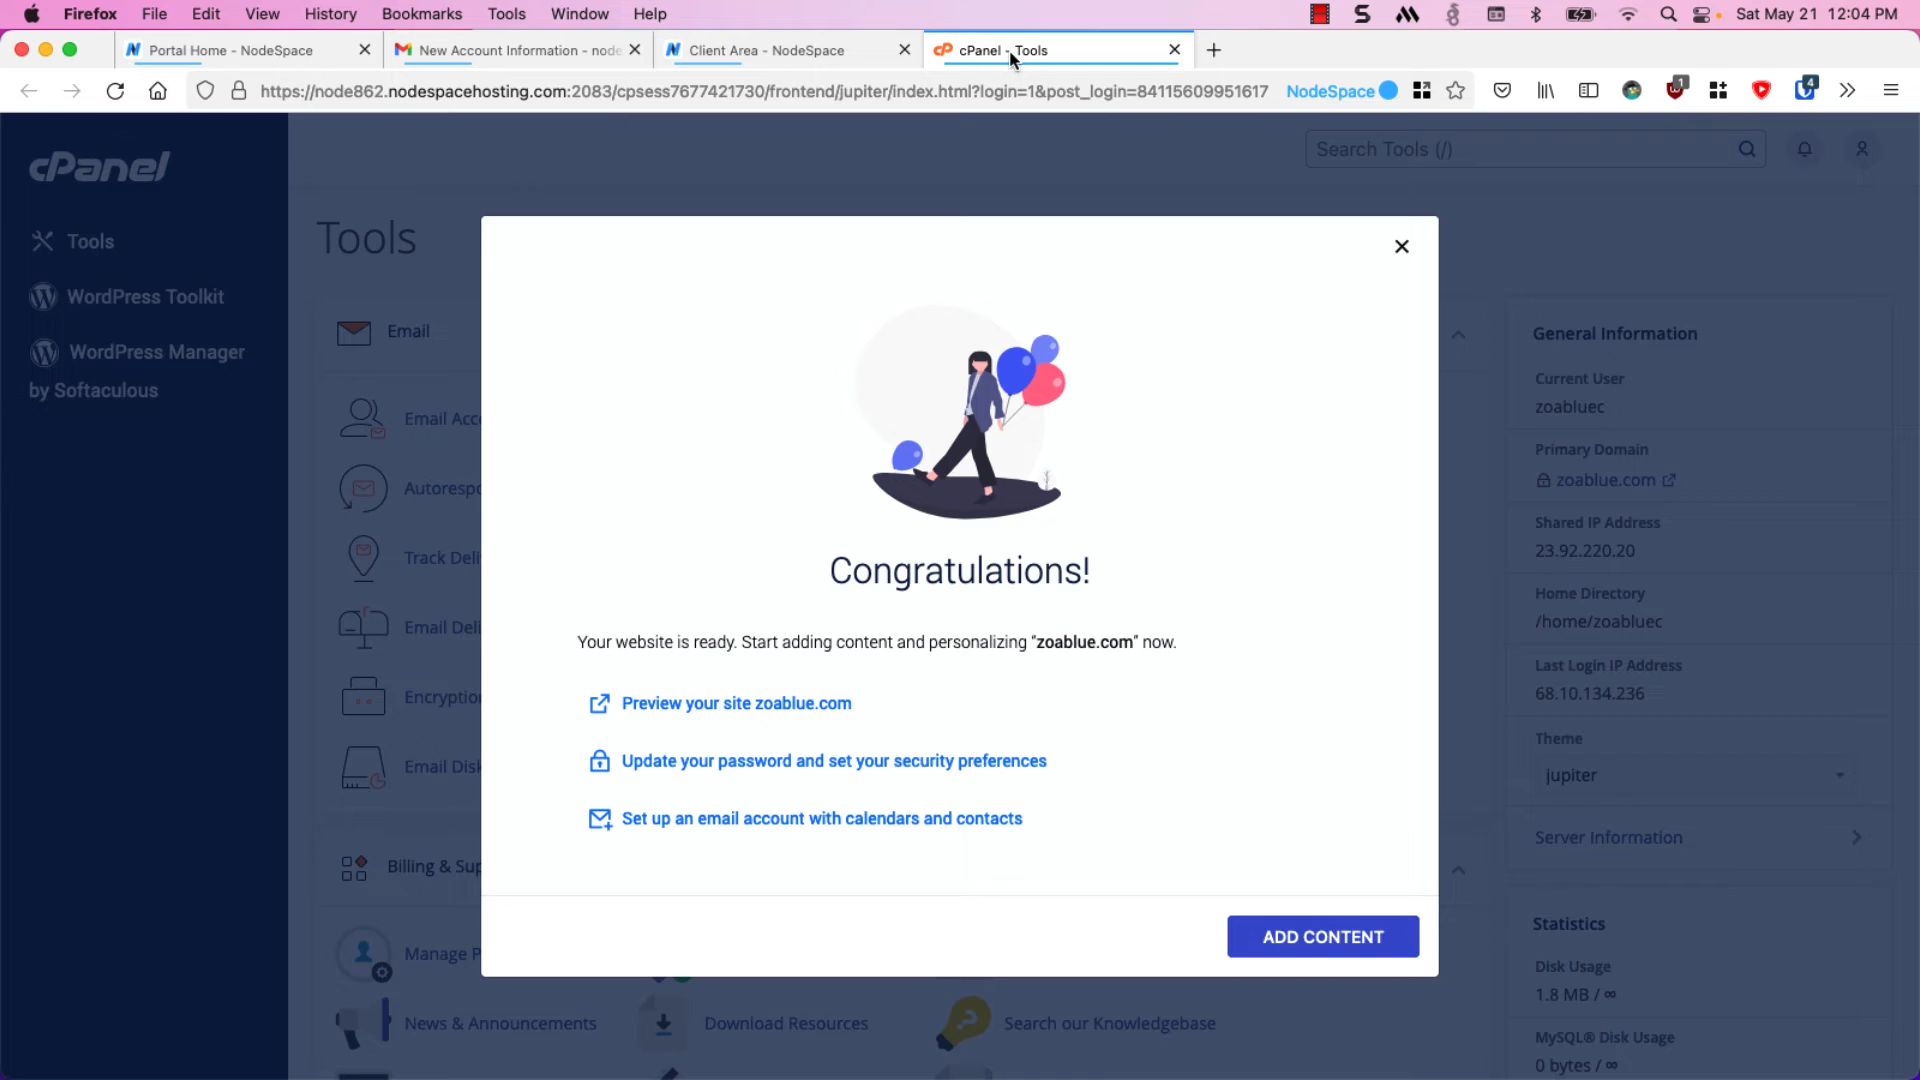 Firefox File Edit View History Bookmarks Tools Window Help
Sat May 21 12:04 PM
Portal Home - NodeSpace
New Account Information - node
Client Area - NodeSpace
cPanel - Tools
https://node862.nodespacehosting.com:2083/cpsess7677421730/frontend/jupiter/index.html?login=1&post_login=84115609951617
NodeSpace
1
4
cPanel
Search Tools (/)
Tools
WordPress Toolkit
WordPress Manager
by Softaculous
Tools
Email
Email Acc
Autorespo
Track Deli
Email Deli
Encryptio
Email Disk
Billing & Sup
Manage P
News & Announcements
Download Resources
Search our Knowledgebase
Congratulations!
Your website is ready. Start adding content and personalizing “zoablue.com” now.
Preview your site zoablue.com
Update your password and set your security preferences
Set up an email account with calendars and contacts
ADD CONTENT
General Information
Current User
zoabluec
Primary Domain
zoablue.com
Shared IP Address
23.92.220.20
Home Directory
/home/zoabluec
Last Login IP Address
68.10.134.236
Theme
jupiter
Server Information
Statistics
Disk Usage
1.8 MB / ∞
MySQL® Disk Usage
0 bytes / ∞